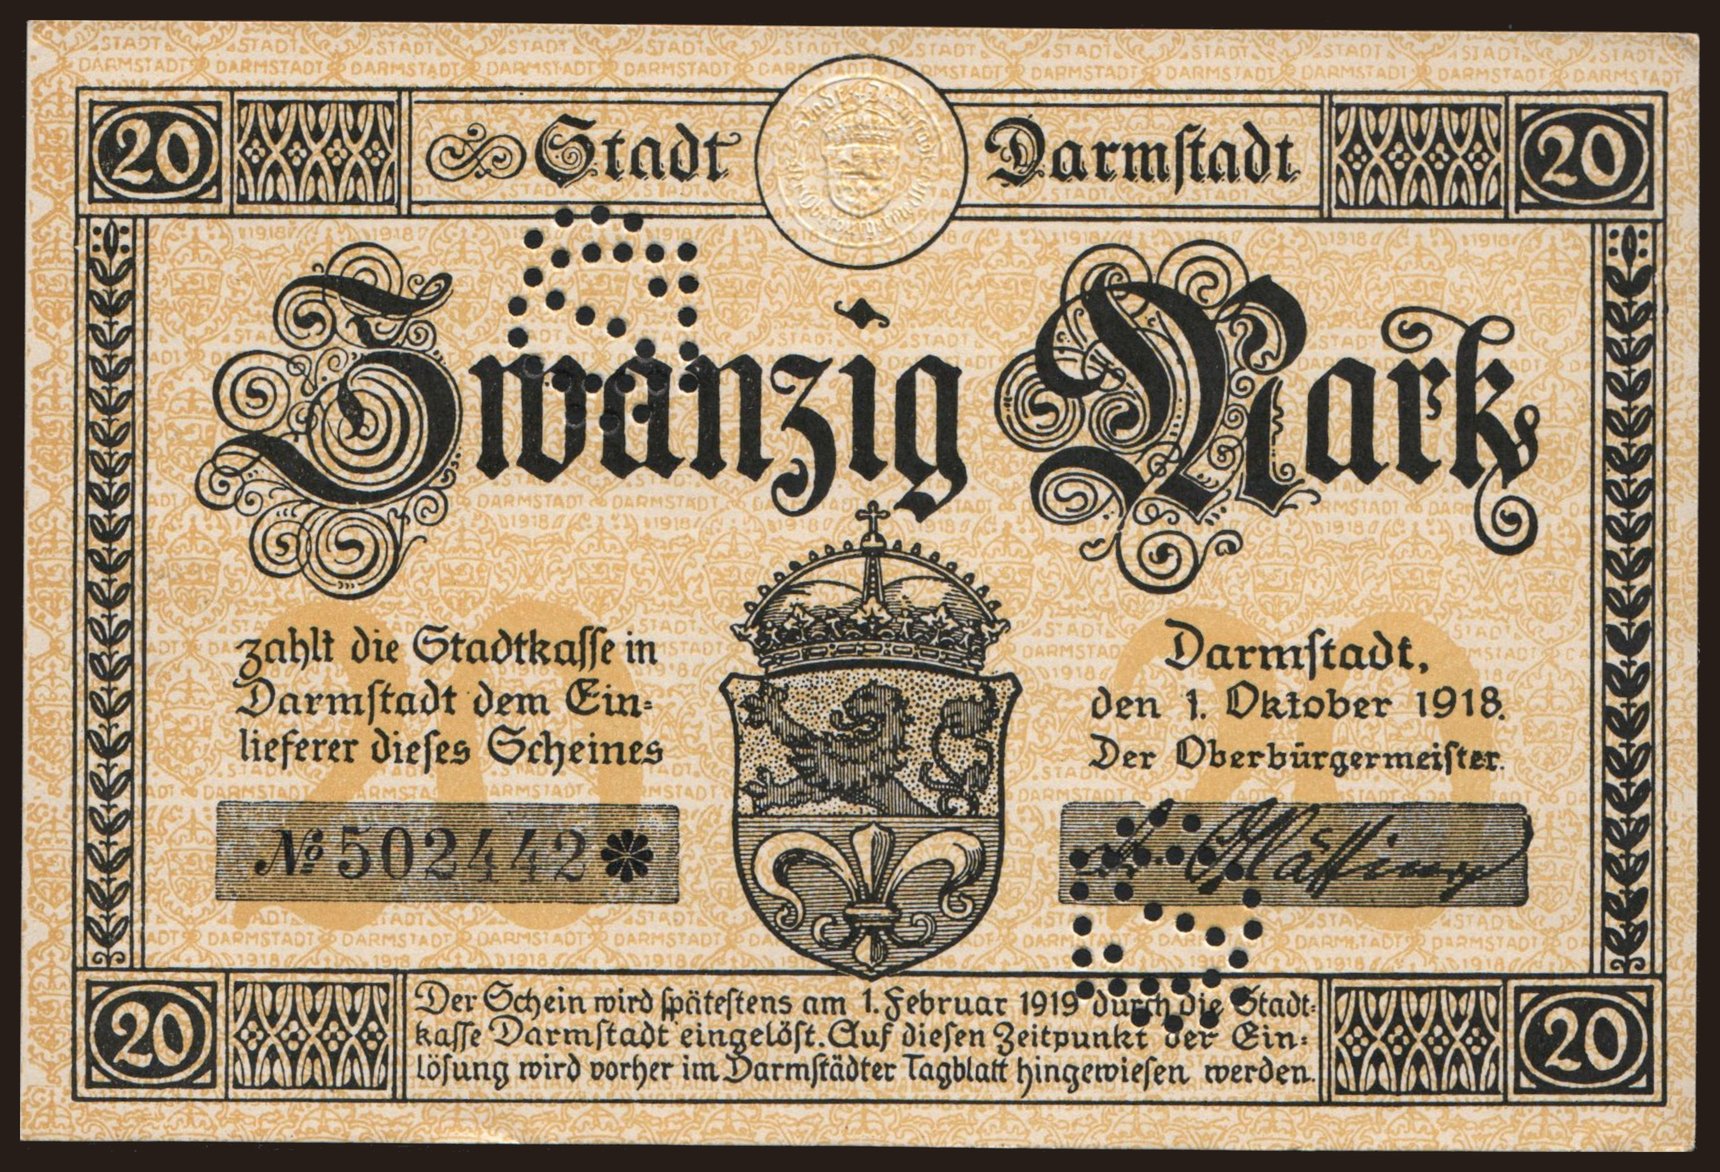 20 Stadt Darmstadt 20
Zwanzig Mark
zahlt die Stadtkasse in
Darmstadt dem Ein=
lieferer dieses Scheines
№ 502442
Darmstadt,
den 1. Oktober 1918.
Der Oberbürgermeister.
20 20
Der Schein wird spätestens am 1. Februar 1919 durch die Stadt=
kasse Darmstadt eingelöst. Auf diesen Zeitpunkt der Ein=
lösung wird vorher im Darmstädter Tagblatt hingewiesen werden.